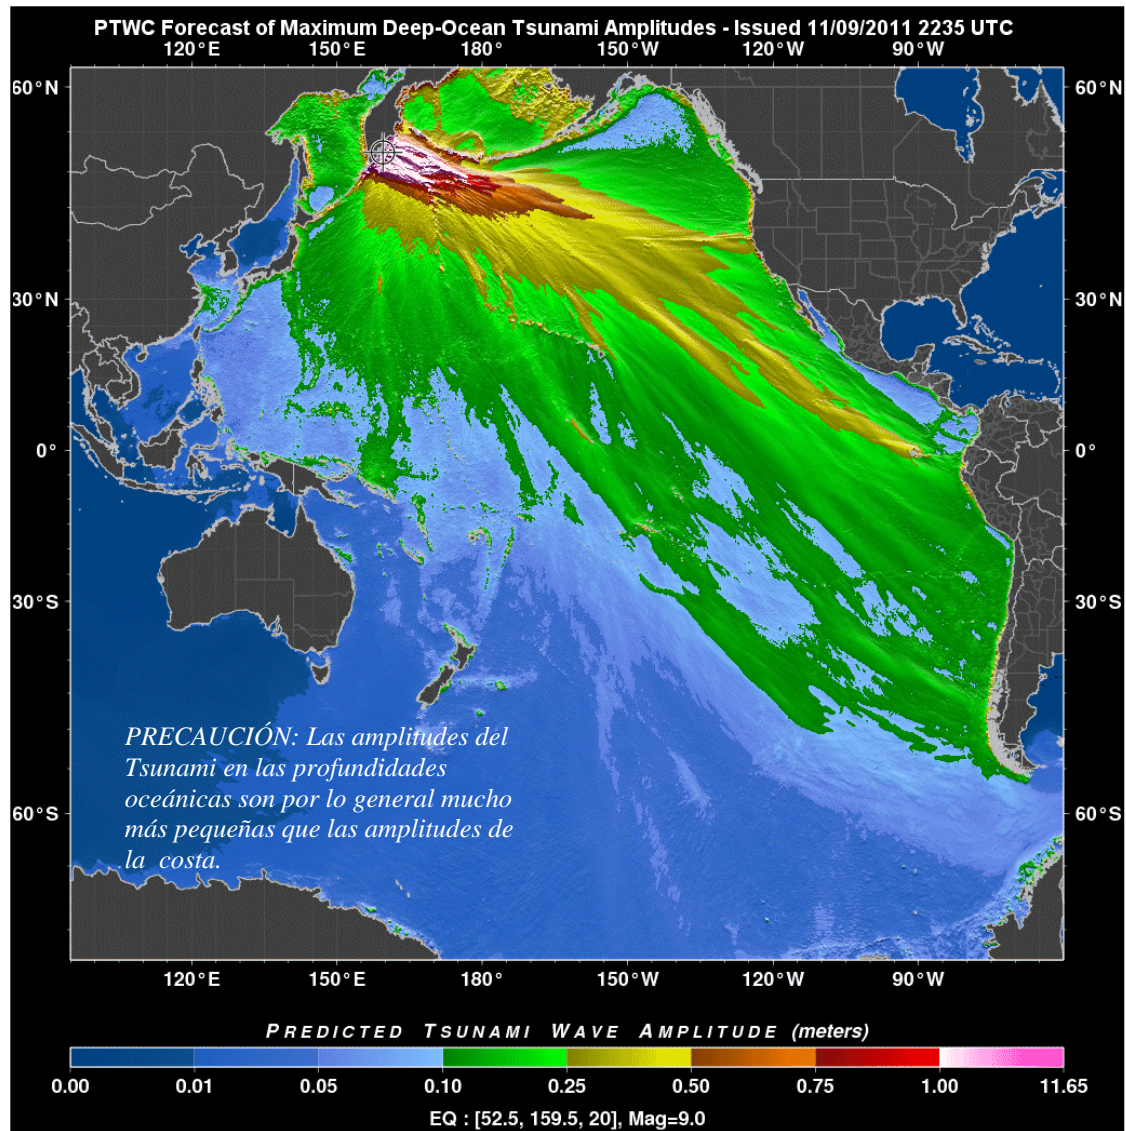 PTWC Forecast of Maximum Deep-Ocean Tsunami Amplitudes - Issued 11/09/2011 2235 UTC
120°E 150°E 180° 150°W 120°W 90°W
60°N 60°N
30°N 30°N
0° 0°
30°S 30°S
PRECAUCIÓN: Las amplitudes del
Tsunami en las profundidades
oceánicas son por lo general mucho
más pequeñas que las amplitudes de
la costa.
60°S 60°S
120°E 150°E 180° 150°W 120°W 90°W
PREDICTED TSUNAMI WAVE AMPLITUDE (meters)
0.00 0.01 0.05 0.10 0.25 0.50 0.75 1.00 11.65
EQ : [52.5, 159.5, 20], Mag=9.0